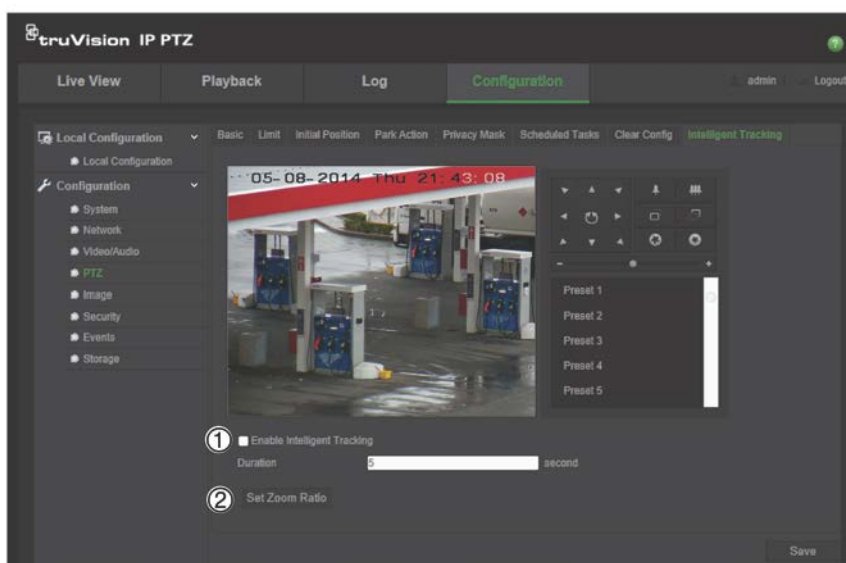 truVision IP PTZ
?
Live View Playback Log Configuration admin Logout
Local Configuration Basic Limit Initial Position Park Action Privacy Mask Scheduled Tasks Clear Config Intelligent Tracking
Local Configuration
Configuration
System
Network
Video/Audio
PTZ
Image
Security
Events
Storage
05-08-2014 Thu 21:43:08
Preset 1
Preset 2
Preset 3
Preset 4
Preset 5
1 Enable Intelligent Tracking
Duration 5 second
2 Set Zoom Ratio
Save